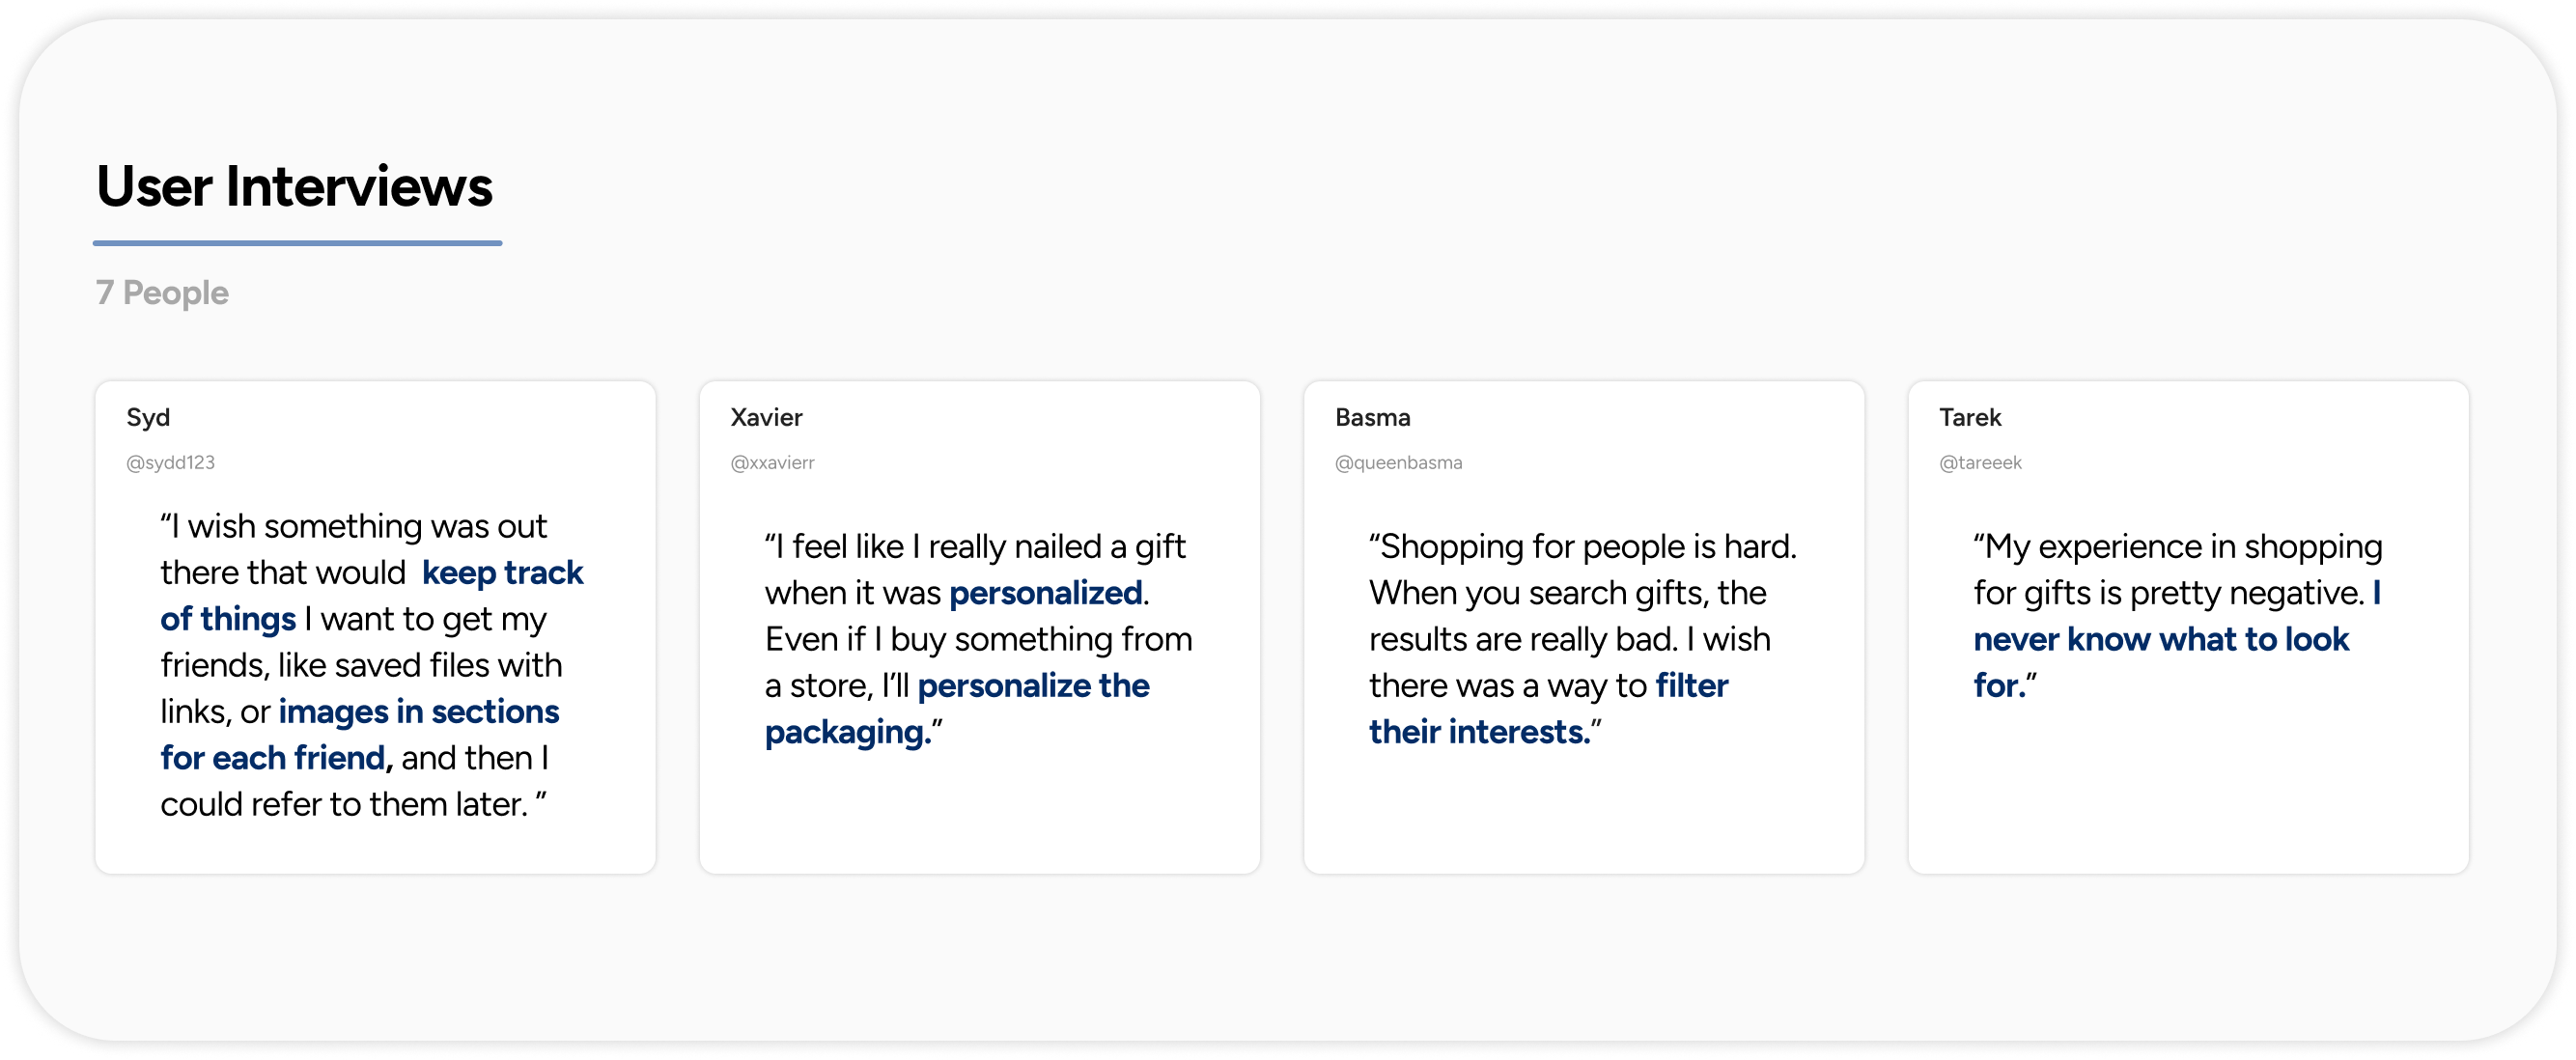 User Interviews
7 People
Syd
@sydd123
“I wish something was out
there that would  keep track
of things I want to get my
friends, like saved files with
links, or images in sections
for each friend, and then I
could refer to them later. ”
Xavier
@xxavierr
“I feel like I really nailed a gift
when it was personalized.
Even if I buy something from
a store, I’ll personalize the
packaging.”
Basma
@queenbasma
“Shopping for people is hard.
When you search gifts, the
results are really bad. I wish
there was a way to filter
their interests.”
Tarek
@tareeek
“My experience in shopping
for gifts is pretty negative. I
never know what to look
for.”